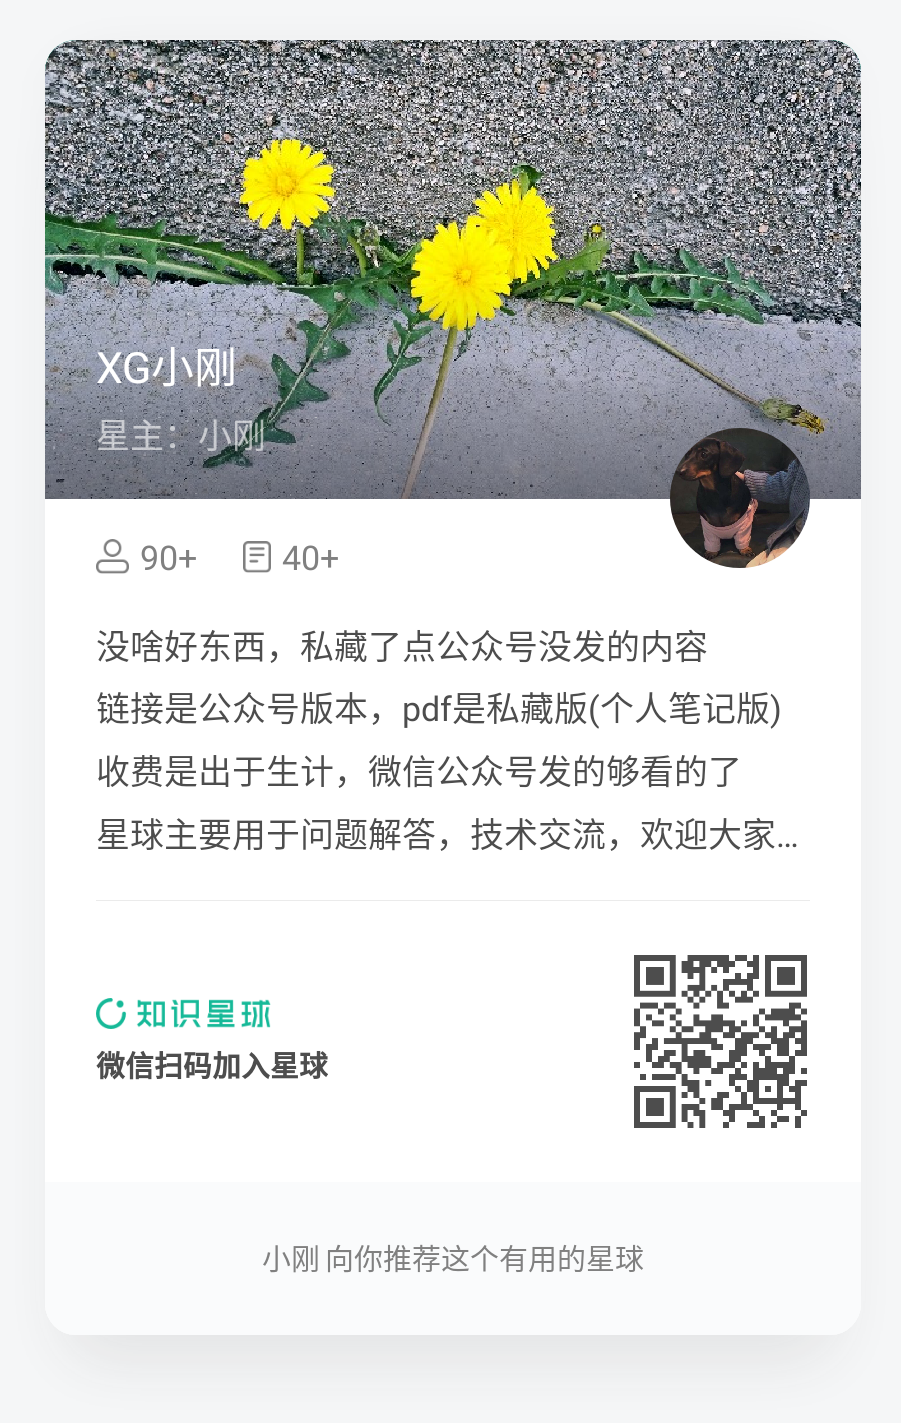 XG小刚
星主：小刚
90+ 40+
没啥好东西，私藏了点公众号没发的内容
链接是公众号版本，pdf是私藏版(个人笔记版)
收费是出于生计，微信公众号发的够看的了
星球主要用于问题解答，技术交流，欢迎大家...
知识星球
微信扫码加入星球
小刚 向你推荐这个有用的星球